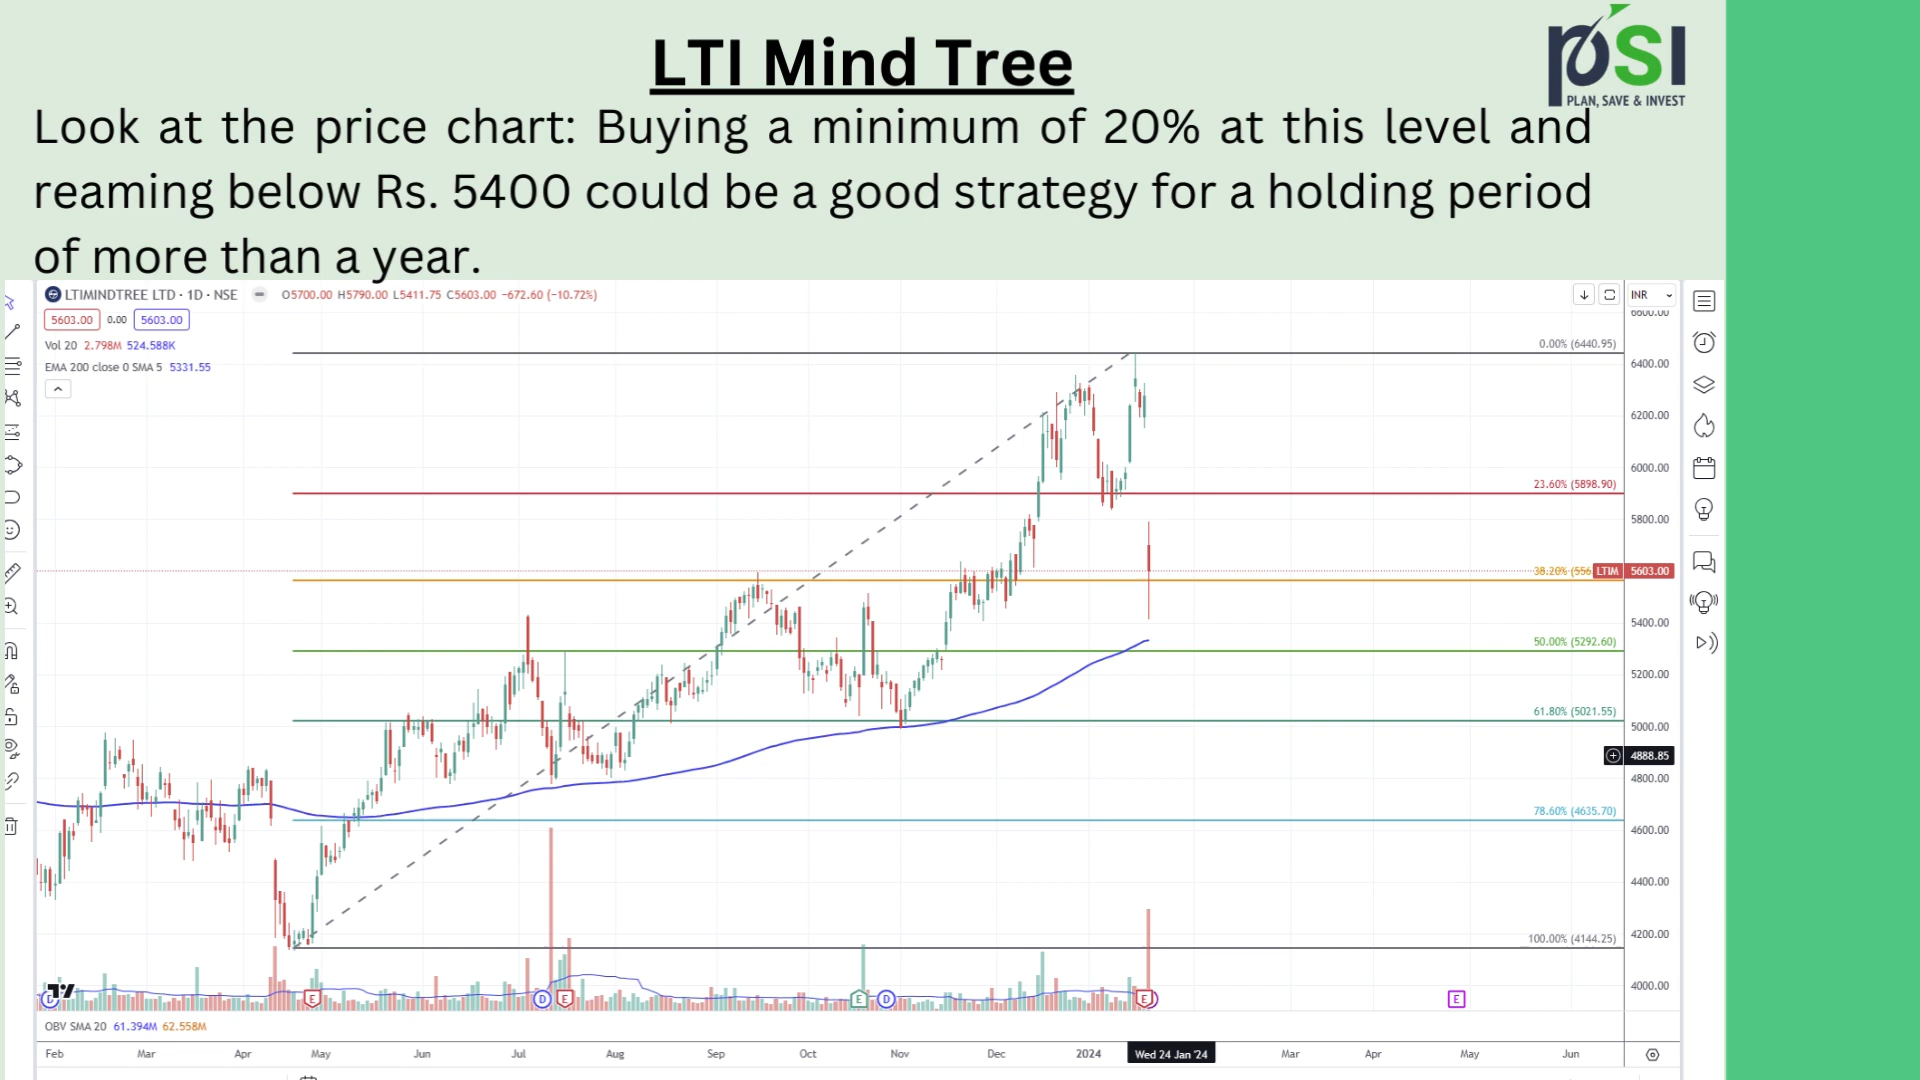 LTI Mind Tree
pSI
PLAN, SAVE & INVEST
Look at the price chart: Buying a minimum of 20% at this level and
reaming below Rs. 5400 could be a good strategy for a holding period
of more than a year.
LTIMINDTREE LTD · 1D · NSE O5700.00 H5790.00 L5411.75 C5603.00 −672.60 (−10.72%)
INR
5603.00 0.00 5603.00
Vol 20 2.798M 524.588K
EMA 200 close 0 SMA 5 5331.55
6600.00
0.00% (6440.95)
6400.00
6200.00
6000.00
23.60% (5898.90)
5800.00
38.20% (556 LTIM 5603.00
5400.00
50.00% (5292.60)
5200.00
61.80% (5021.55)
5000.00
4888.85
4800.00
78.60% (4635.70)
4600.00
4400.00
4200.00
100.00% (4144.25)
4000.00
D E D E E D E E
OBV SMA 20 61.394M 62.558M
Feb Mar Apr May Jun Jul Aug Sep Oct Nov Dec 2024 Wed 24 Jan '24 Mar Apr May Jun